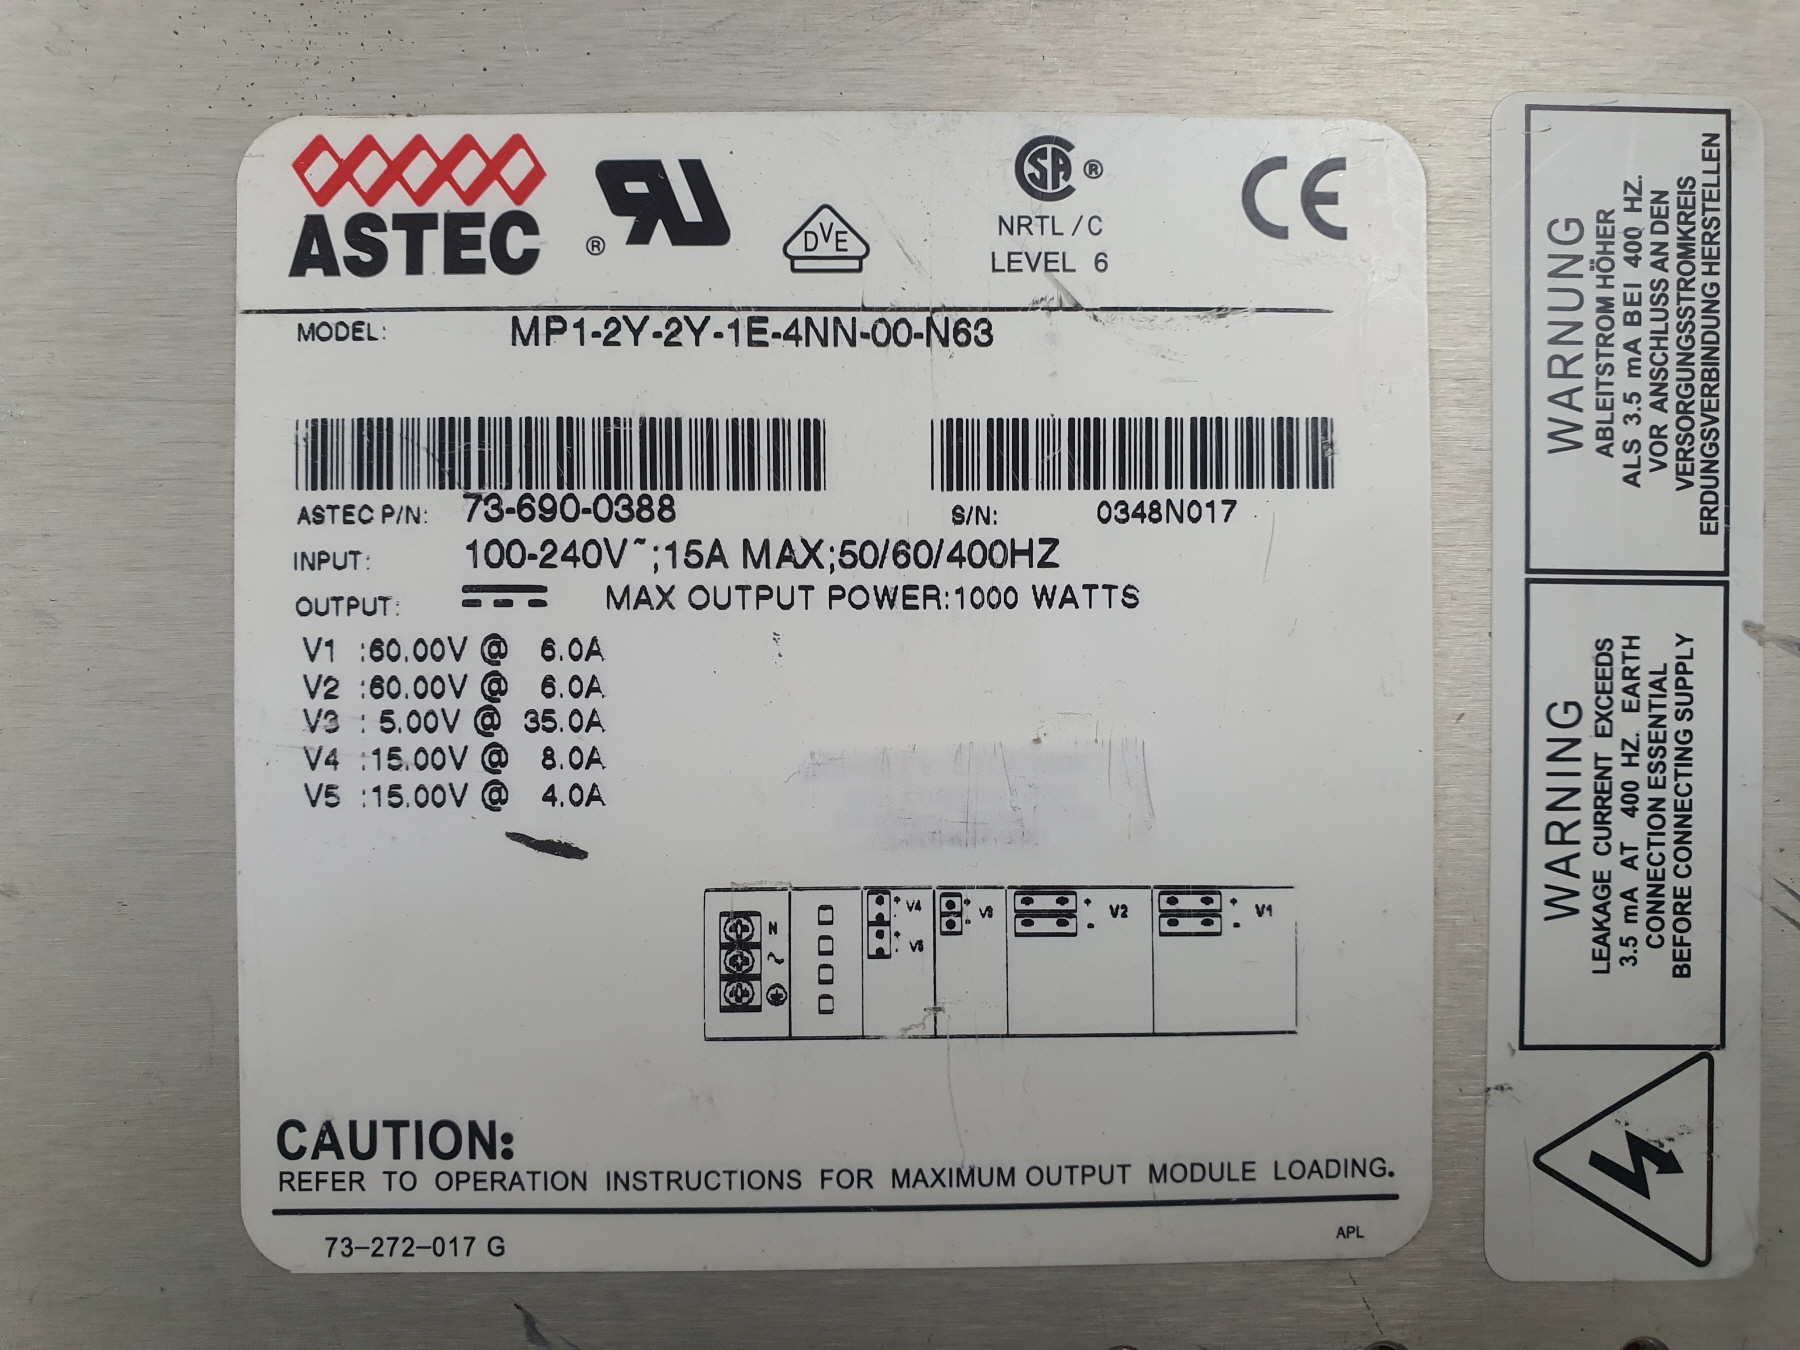 ASTEC
®
DVE
SA ®
NRTL/C
LEVEL 6
CE
MODEL: MP1-2Y-2Y-1E-4NN-00-N63
ASTEC P/N: 73-690-0388
S/N: 0348N017
INPUT: 100-240V~;15A MAX;50/60/400HZ
OUTPUT: MAX OUTPUT POWER:1000 WATTS
V1 :60.00V @ 6.0A
V2 :60.00V @ 6.0A
V3 : 5.00V @ 35.0A
V4 :15.00V @ 8.0A
V5 :15.00V @ 4.0A
N
~
+ V4
-
+
- V5
+ V3
-
+ V2
-
+ V1
-
CAUTION:
REFER TO OPERATION INSTRUCTIONS FOR MAXIMUM OUTPUT MODULE LOADING.
73-272-017 G
APL
WARNUNG
ABLEITSTROM HÖHER
ALS 3.5 mA BEI 400 HZ.
VOR ANSCHLUSS AN DEN
VERSORGUNGSSTROMKREIS
ERDUNGSVERBINDUNG HERSTELLEN
WARNING
LEAKAGE CURRENT EXCEEDS
3.5 mA AT 400 HZ. EARTH
CONNECTION ESSENTIAL
BEFORE CONNECTING SUPPLY